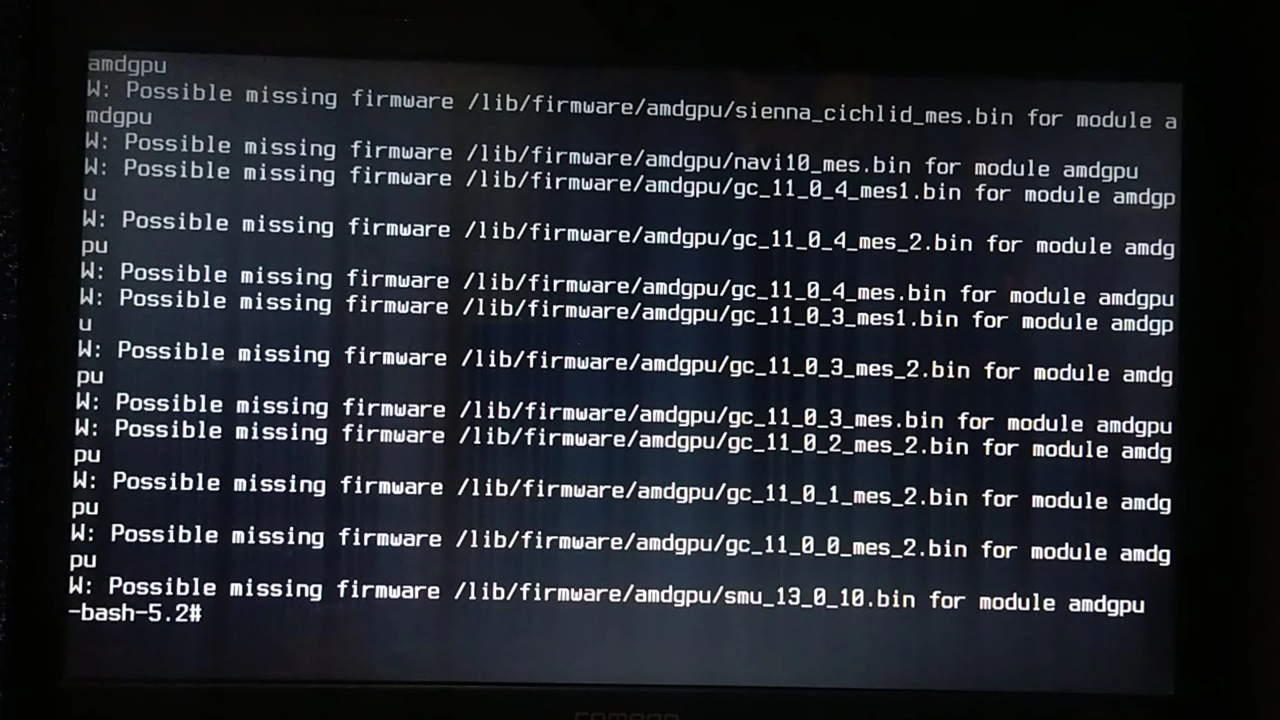 amdgpu
W: Possible missing firmware /lib/firmware/amdgpu/sienna_cichlid_mes.bin for module a
mdgpu
W: Possible missing firmware /lib/firmware/amdgpu/navi10_mes.bin for module amdgpu
W: Possible missing firmware /lib/firmware/amdgpu/gc_11_0_4_mes1.bin for module amdgp
u
W: Possible missing firmware /lib/firmware/amdgpu/gc_11_0_4_mes_2.bin for module amdg
pu
W: Possible missing firmware /lib/firmware/amdgpu/gc_11_0_4_mes.bin for module amdgpu
W: Possible missing firmware /lib/firmware/amdgpu/gc_11_0_3_mes1.bin for module amdgp
u
W: Possible missing firmware /lib/firmware/amdgpu/gc_11_0_3_mes_2.bin for module amdg
pu
W: Possible missing firmware /lib/firmware/amdgpu/gc_11_0_3_mes.bin for module amdgpu
W: Possible missing firmware /lib/firmware/amdgpu/gc_11_0_2_mes_2.bin for module amdg
pu
W: Possible missing firmware /lib/firmware/amdgpu/gc_11_0_1_mes_2.bin for module amdg
pu
W: Possible missing firmware /lib/firmware/amdgpu/gc_11_0_0_mes_2.bin for module amdg
pu
W: Possible missing firmware /lib/firmware/amdgpu/smu_13_0_10.bin for module amdgpu
-bash-5.2#